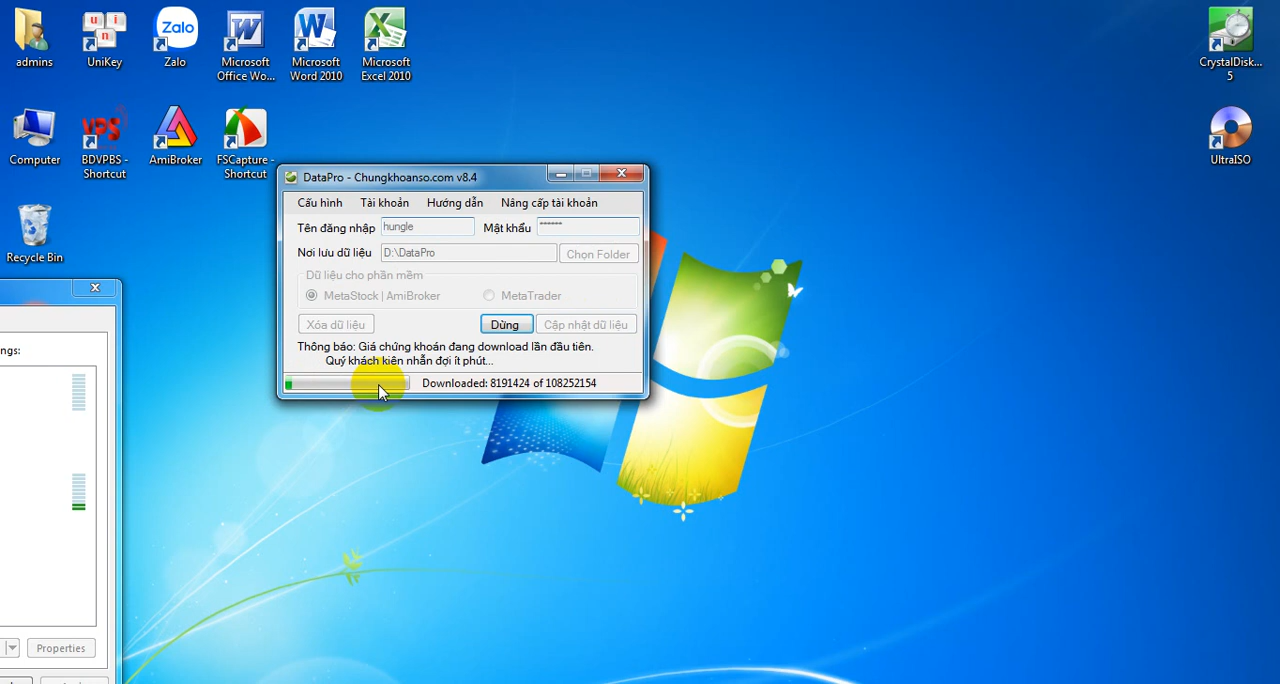 admins
UniKey
Zalo
Zalo
Microsoft
Office Wo...
Microsoft
Word 2010
Microsoft
Excel 2010
CrystalDisk...
5
Computer
VPS
BDVPBS -
Shortcut
AmiBroker
FSCapture -
Shortcut
UltraISO
Recycle Bin
DataPro - Chungkhoanso.com v8.4
Cấu hình Tài khoản Hướng dẫn Nâng cấp tài khoản
Tên đăng nhập hungle Mật khẩu ******
Nơi lưu dữ liệu D:\DataPro Chọn Folder
Dữ liệu cho phần mềm
MetaStock | AmiBroker MetaTrader
Xóa dữ liệu Dừng Cập nhật dữ liệu
Thông báo: Giá chứng khoán đang download lần đầu tiên.
Quý khách kiên nhẫn đợi ít phút...
Downloaded: 8191424 of 108252154
ngs:
Properties